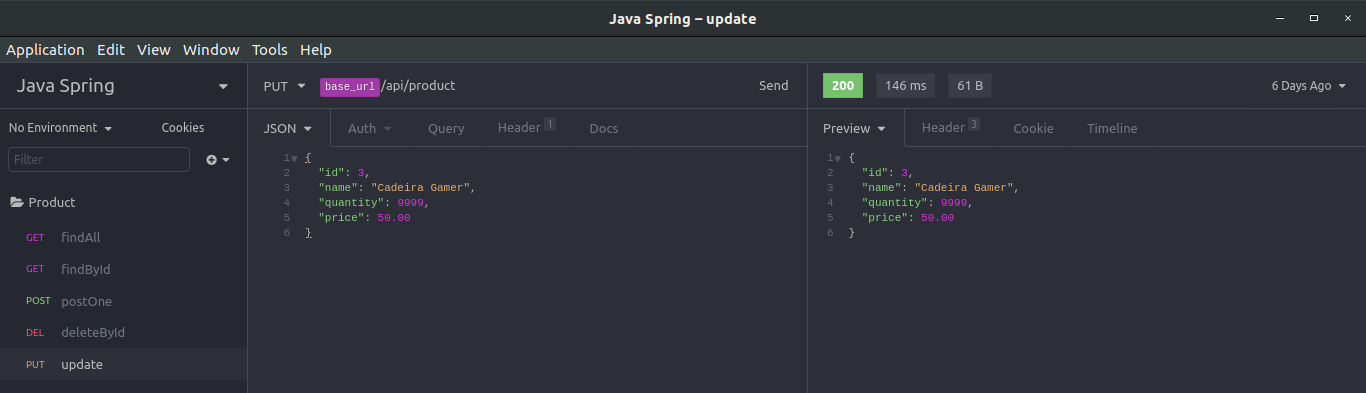 Java Spring – update
Application Edit View Window Tools Help
Java Spring
No Environment Cookies
Filter
Product
GET findAll
GET findById
POST postOne
DEL deleteById
PUT update
PUT base_url/api/product Send
JSON Auth Query Header 1 Docs
1 {
2 "id": 3,
3 "name": "Cadeira Gamer",
4 "quantity": 9999,
5 "price": 50.00
6 }
200 146 ms 61 B 6 Days Ago
Preview Header 3 Cookie Timeline
1 {
2 "id": 3,
3 "name": "Cadeira Gamer",
4 "quantity": 9999,
5 "price": 50.00
6 }